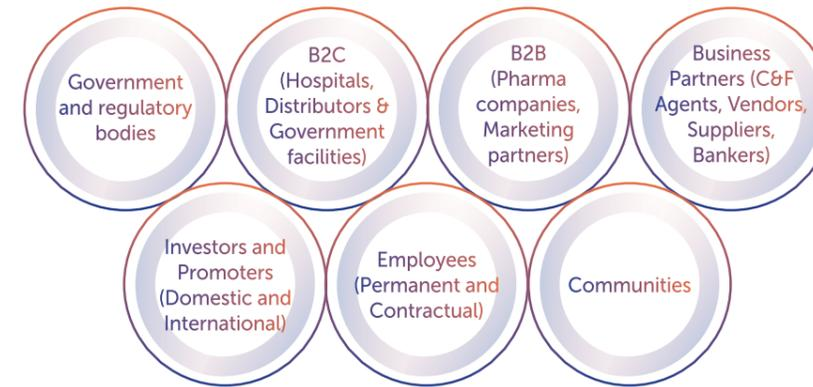 Government
and regulatory
bodies
B2C
(Hospitals,
Distributors &
Government
facilities)
B2B
(Pharma
companies,
Marketing
partners)
Business
Partners (C&F
Agents, Vendors,
Suppliers,
Bankers)
Investors and
Promoters
(Domestic and
International)
Employees
(Permanent and
Contractual)
Communities